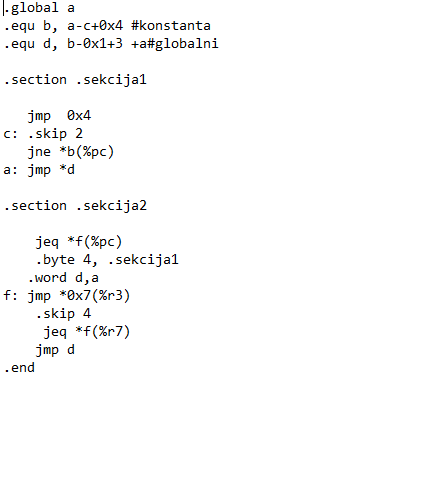 .global a
.equ b, a-c+0x4 #konstanta
.equ d, b-0x1+3 +a#globalni
.section .sekcija1
jmp  0x4
c: .skip 2
jne *b(%pc)
a: jmp *d
.section .sekcija2
jeq *f(%pc)
.byte 4, .sekcija1
.word d,a
f: jmp *0x7(%r3)
.skip 4
jeq *f(%r7)
jmp d
.end